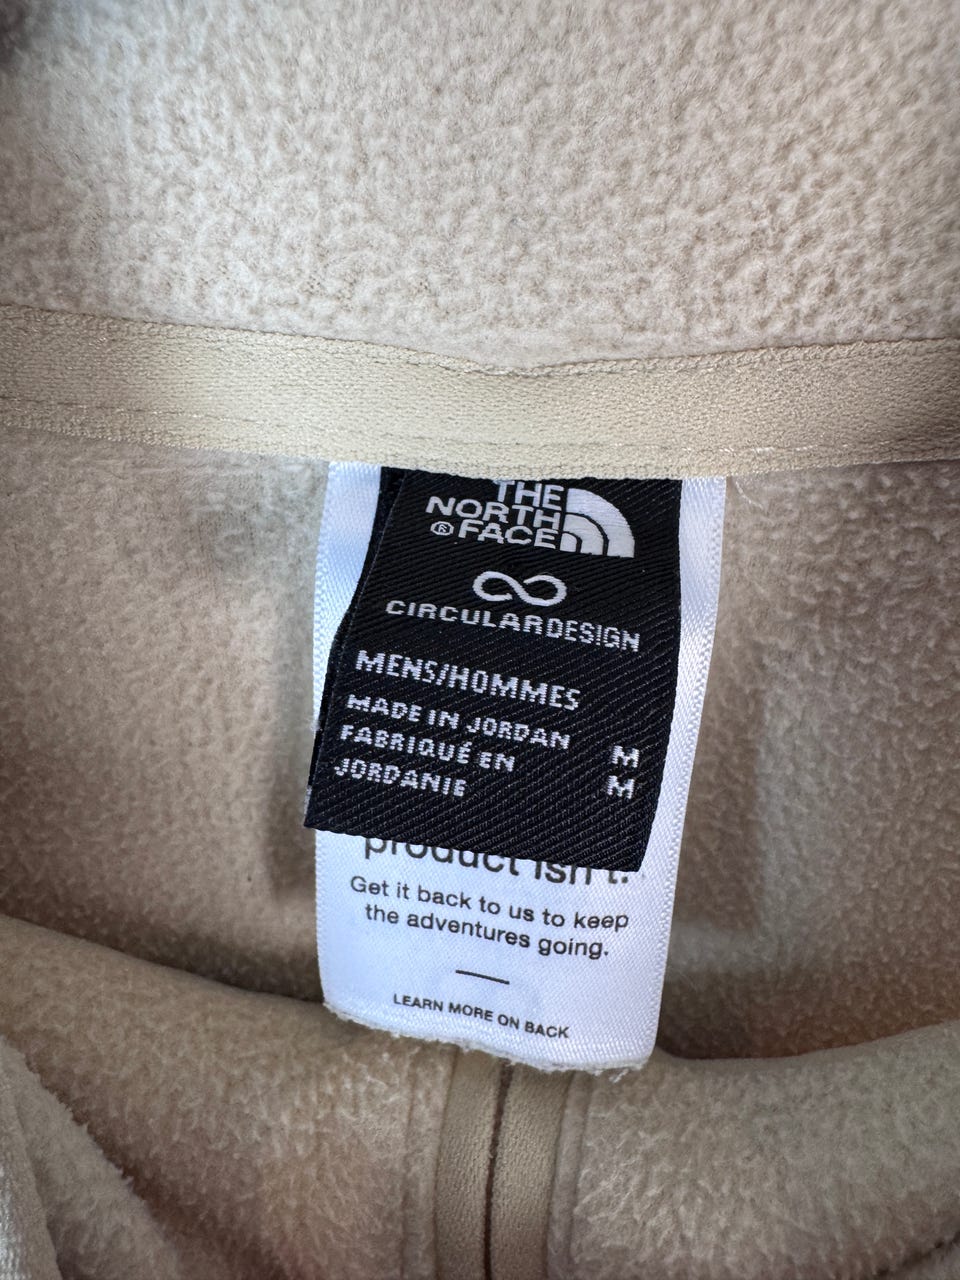 THE
NORTH
® FACE
CIRCULARDESIGN
MENS/HOMMES
MADE IN JORDAN M
FABRIQUÉ EN M
JORDANIE
product isn't.
Get it back to us to keep
the adventures going.
LEARN MORE ON BACK